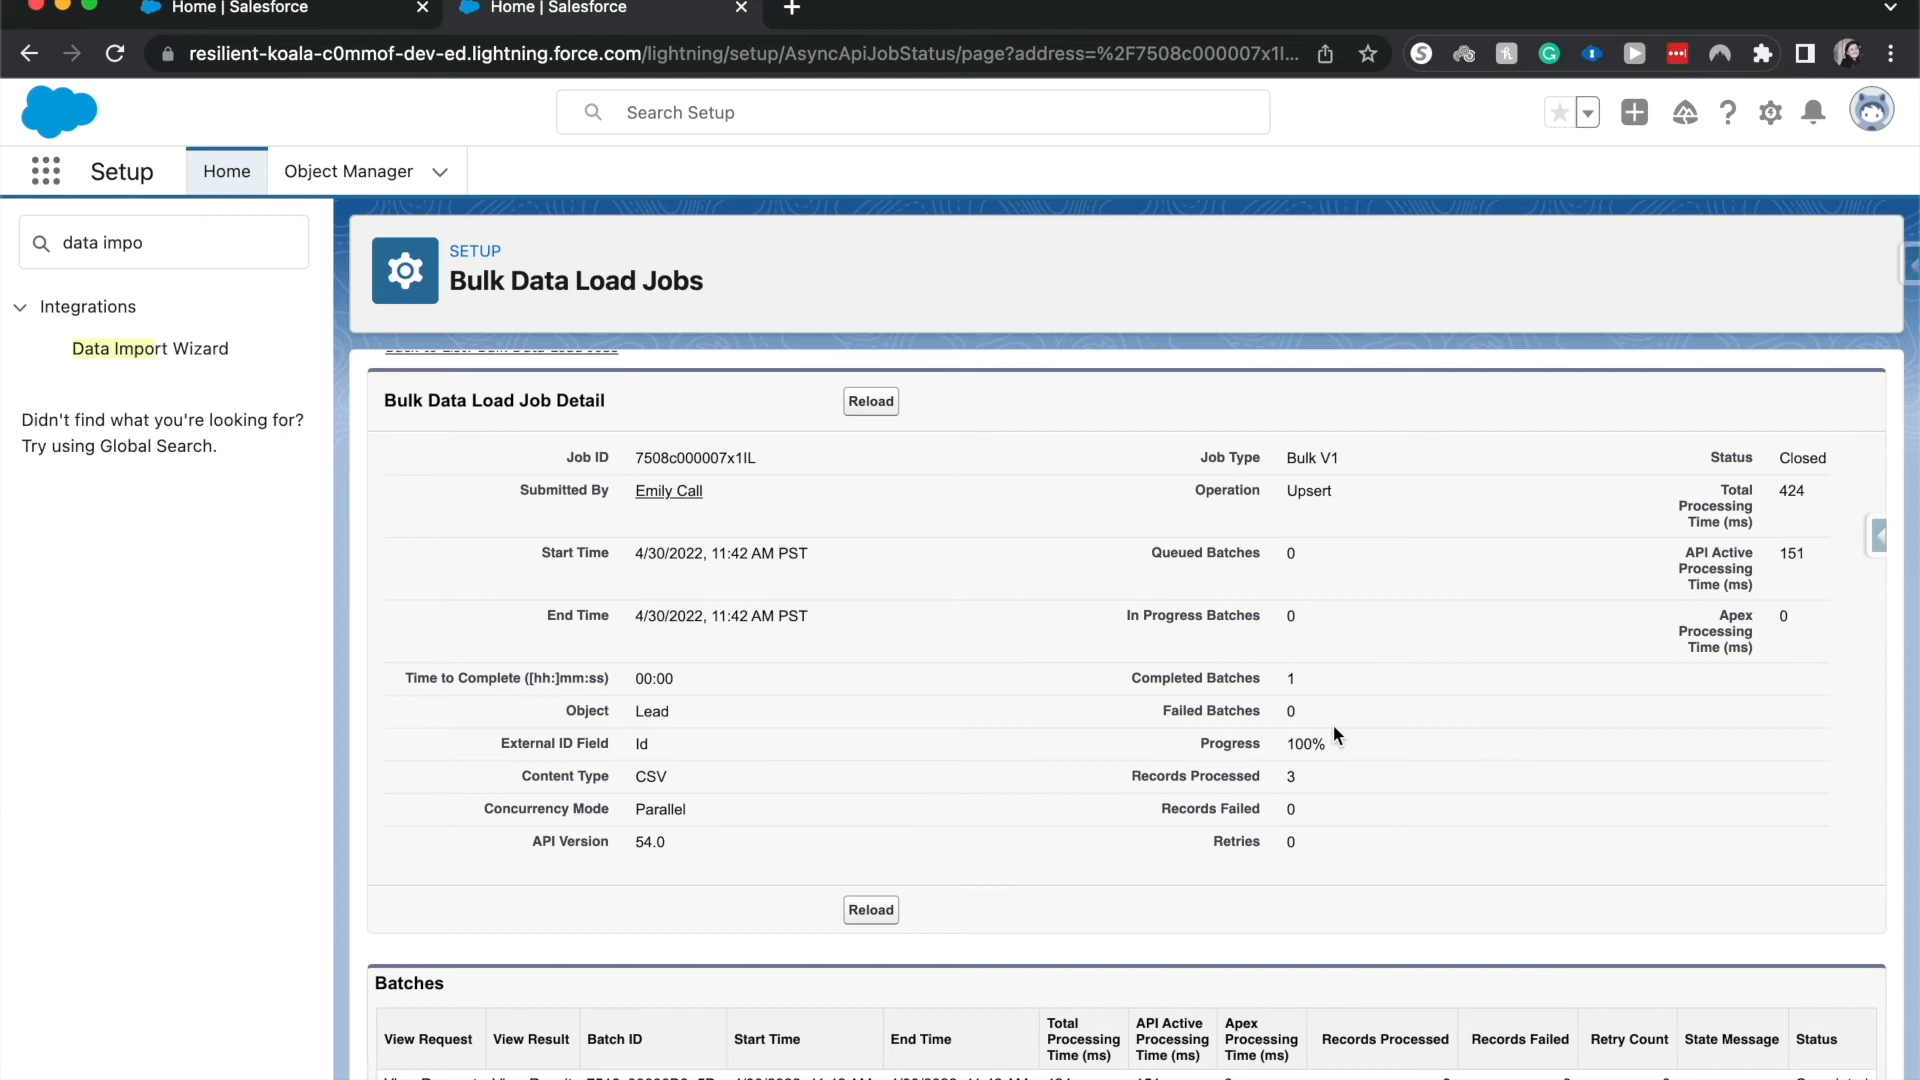 Home | Salesforce
Home | Salesforce
resilient-koala-c0mmof-dev-ed.lightning.force.com/lightning/setup/AsyncApiJobStatus/page?address=%2F7508c000007x1I...
Search Setup
Setup
Home
Object Manager
data impo
Integrations
Data Import Wizard
Didn't find what you're looking for?
Try using Global Search.
SETUP
Bulk Data Load Jobs
Back to List: Bulk Data Load Jobs
Bulk Data Load Job Detail
Reload
Job ID 7508c000007x1IL Job Type Bulk V1 Status Closed
Submitted By Emily Call Operation Upsert Total Processing Time (ms) 424
Start Time 4/30/2022, 11:42 AM PST Queued Batches 0 API Active Processing Time (ms) 151
End Time 4/30/2022, 11:42 AM PST In Progress Batches 0 Apex Processing Time (ms) 0
Time to Complete ([hh:]mm:ss) 00:00 Completed Batches 1
Object Lead Failed Batches 0
External ID Field Id Progress 100%
Content Type CSV Records Processed 3
Concurrency Mode Parallel Records Failed 0
API Version 54.0 Retries 0
Reload
Batches
View Request View Result Batch ID Start Time End Time Total Processing Time (ms) API Active Processing Time (ms) Apex Processing Time (ms) Records Processed Records Failed Retry Count State Message Status